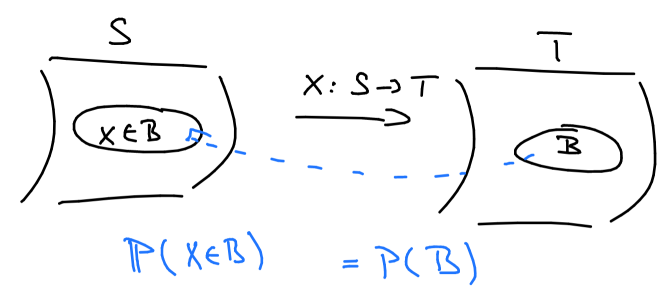 S
T
X: S → T
X ∈ B
B
ℙ(X∈B) = P(B)